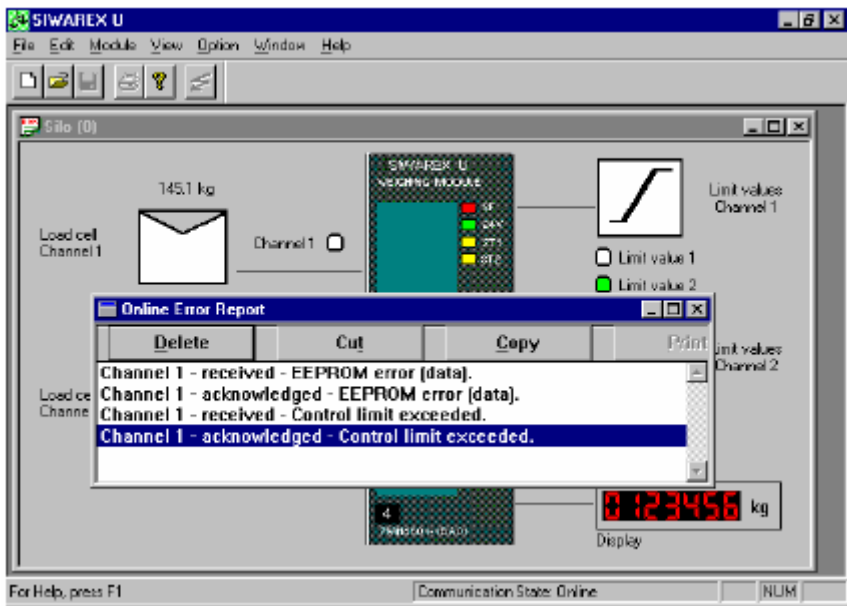 SIWAREX U
File Edit Module View Option Window Help
Silo (0)
SIWAREX U
WEIGHING MODULE
SF
24V
ST1
ST2
145.1 kg
Load cell
Channel 1
Channel 1
Limit values
Channel 1
Limit value 1
Limit value 2
Online Error Report
Delete Cut Copy Print
Channel 1 - received - EEPROM error (data).
Channel 1 - acknowledged - EEPROM error (data).
Channel 1 - received - Control limit exceeded.
Channel 1 - acknowledged - Control limit exceeded.
Load ce
Channe
imit values
Channel 2
4
0123456 kg
Display
For Help, press F1 Communication State: Online NUM